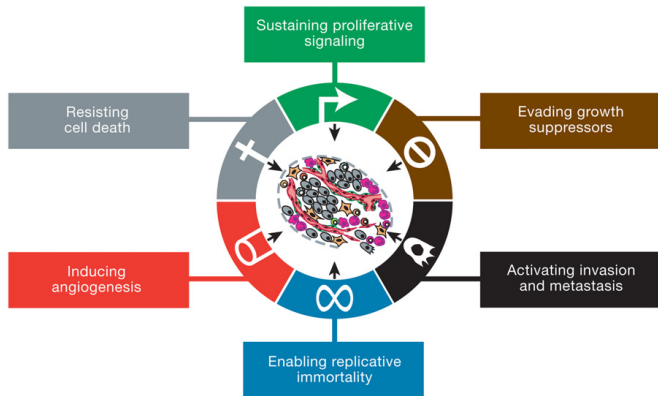 Sustaining proliferative
signaling
Resisting
cell death
Evading growth
suppressors
Inducing
angiogenesis
Activating invasion
and metastasis
Enabling replicative
immortality